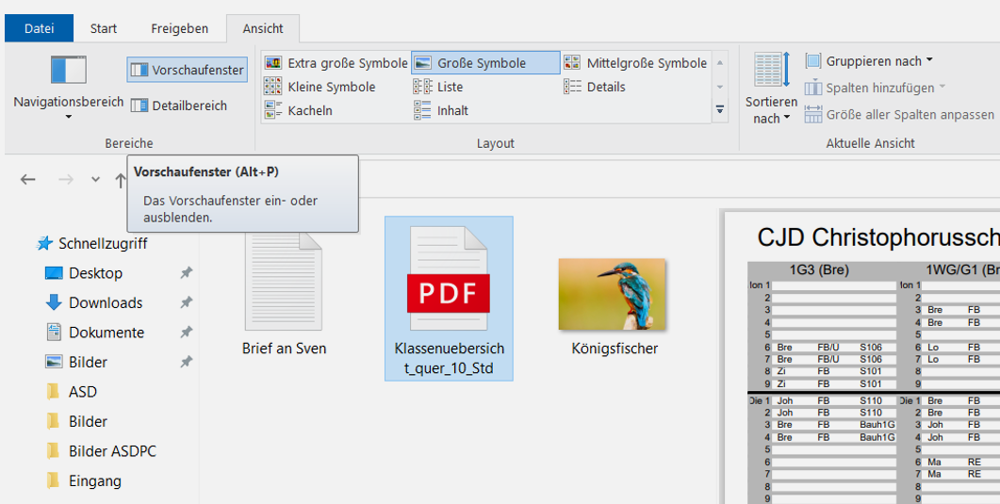 Datei Start Freigeben Ansicht
Navigationsbereich
Vorschaufenster
Detailbereich
Bereiche
Extra große Symbole Große Symbole Mittelgroße Symbole
Kleine Symbole Liste Details
Kacheln Inhalt
Layout
Sortieren
nach
Gruppieren nach
Spalten hinzufügen
Größe aller Spalten anpassen
Aktuelle Ansicht
Vorschaufenster (Alt+P)
Das Vorschaufenster ein- oder
ausblenden.
Schnellzugriff
Desktop
Downloads
Dokumente
Bilder
ASD
Bilder
Bilder ASDPC
Eingang
Brief an Sven
PDF
Klassenuebersich
t_quer_10_Std
Königsfischer
CJD Christophorussch
1G3 (Bre) 1WG/G1 (Br
Ion 1 Ion 1
2 2
3 3 Bre FB
4 4 Bre FB
5 5
6 Bre FB/U S106 6 Lo FB
7 Bre FB/U S106 7 Lo FB
8 Zi FB S101 8
9 Zi FB S101 9
Die 1 Joh FB S110 Die 1 Bre FB
2 Joh FB S110 2 Bre FB
3 Bre FB Bauh1G 3 Joh FB
4 Bre FB Bauh1G 4 Joh FB
5 5
6 6 Ma RE
7 7 Ma RE
8 8
9 9